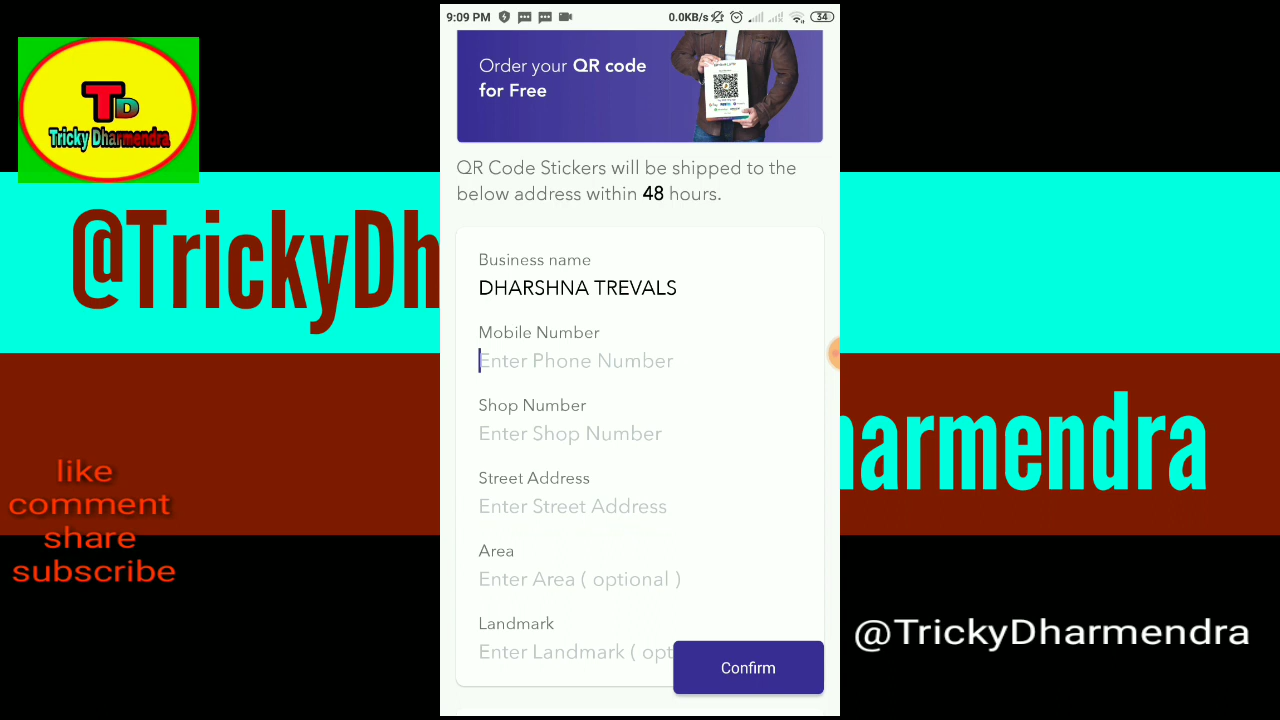 9:09 PM
0.0KB/s
34
TD
Tricky Dharmendra
Order your QR code
for Free
QR Code Stickers will be shipped to the
below address within 48 hours.
@TrickyDh
Business name
DHARSHNA TREVALS
Mobile Number
Enter Phone Number
Shop Number
Enter Shop Number
Street Address
Enter Street Address
Area
Enter Area ( optional )
Landmark
Enter Landmark ( opt
Confirm
harmendra
like
comment
share
subscribe
@TrickyDharmendra